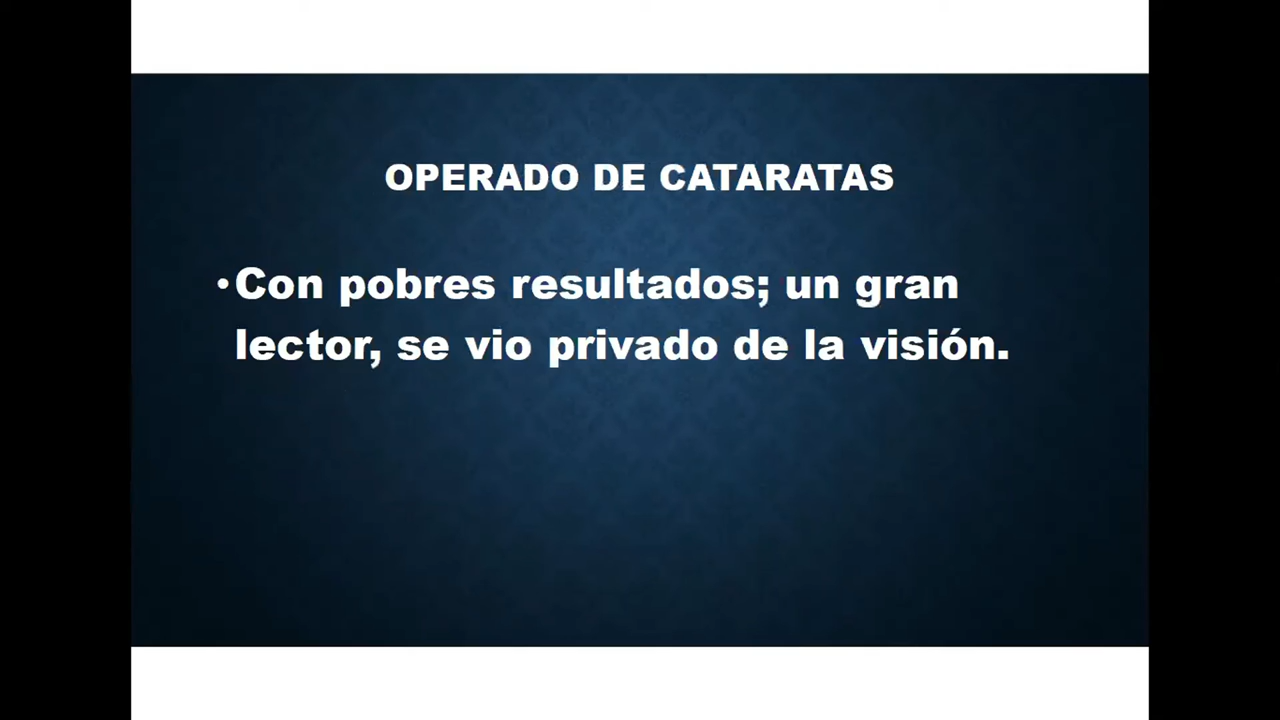 OPERADO DE CATARATAS
•Con pobres resultados; un gran
lector, se vio privado de la visión.